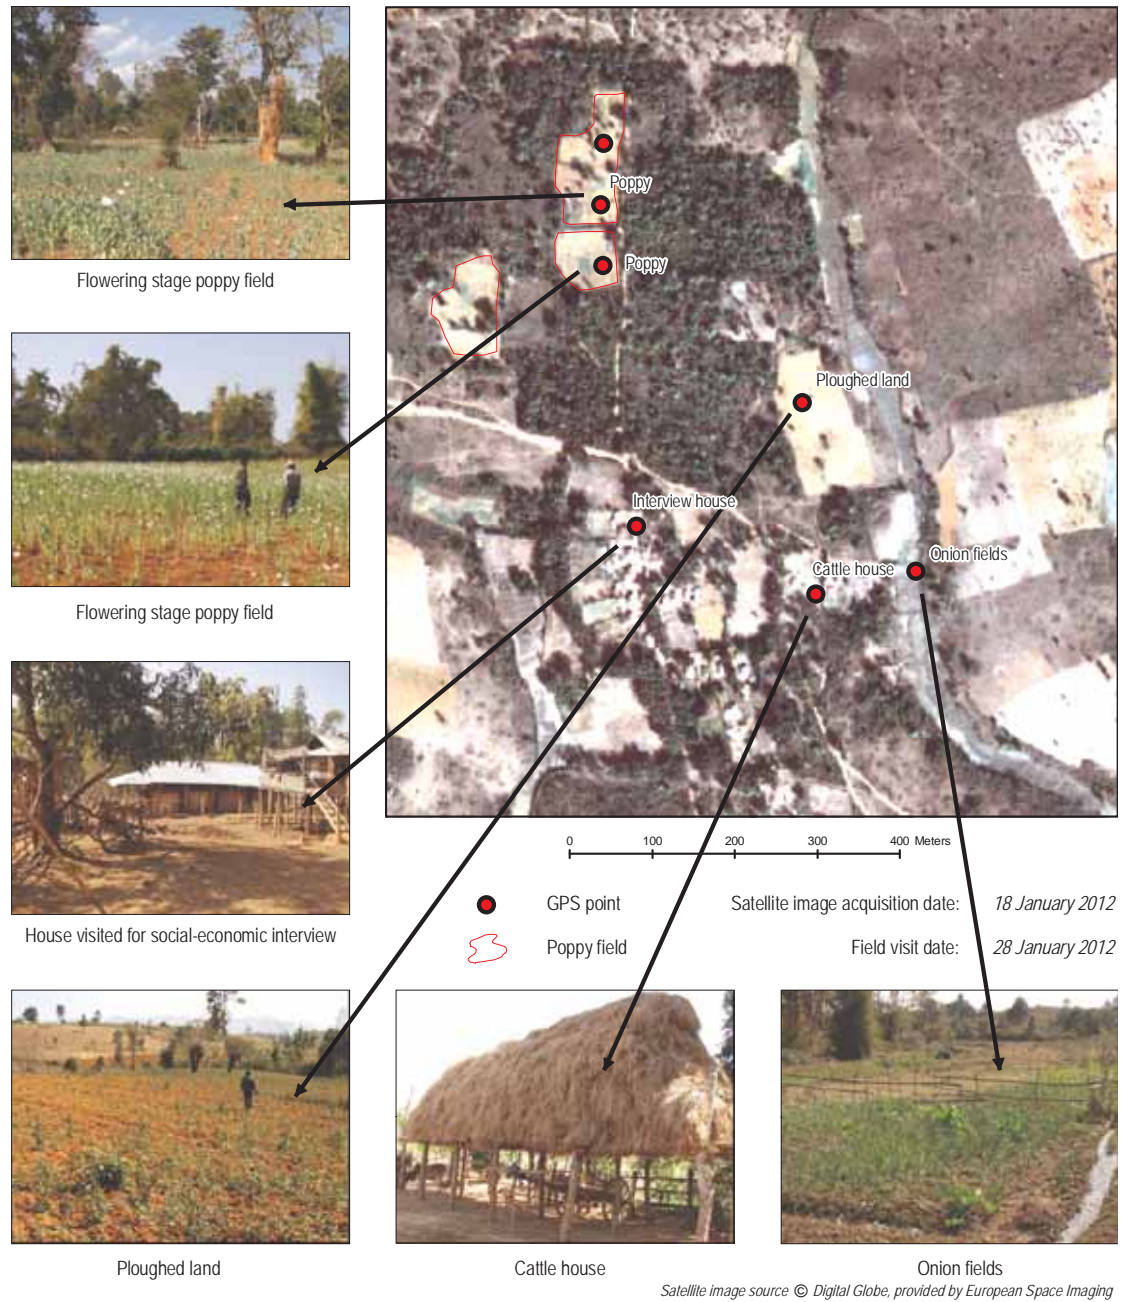 Poppy
Flowering stage poppy field
Poppy
Ploughed land
Interview house
Onion fields
Cattle house
Flowering stage poppy field
0 100 200 300 400 Meters
GPS point
Satellite image acquisition date: 18 January 2012
House visited for social-economic interview
Poppy field
Field visit date: 28 January 2012
Ploughed land
Cattle house
Onion fields
Satellite image source © Digital Globe, provided by European Space Imaging